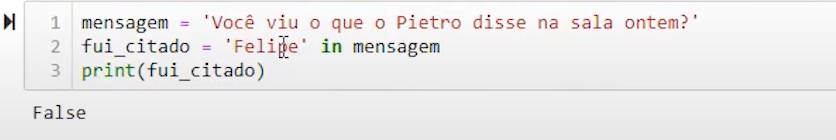 1 mensagem = 'Você viu o que o Pietro disse na sala ontem?'
2 fui_citado = 'Felipe' in mensagem
3 print(fui_citado)
False